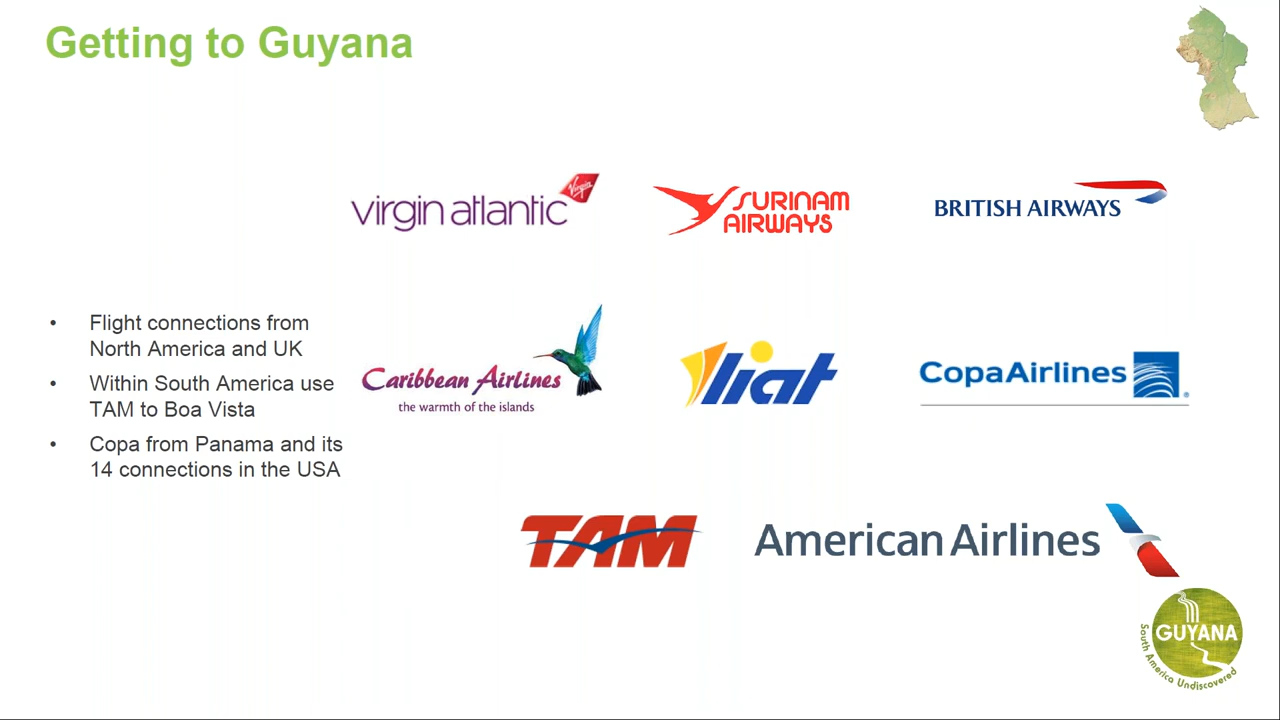 Getting to Guyana
virgin atlantic
Virgin
SURINAM
AIRWAYS
BRITISH AIRWAYS
• Flight connections from
North America and UK
• Within South America use
TAM to Boa Vista
• Copa from Panama and its
14 connections in the USA
Caribbean Airlines
the warmth of the islands
liat
CopaAirlines
®
TAM
American Airlines
GUYANA
South America Undiscovered